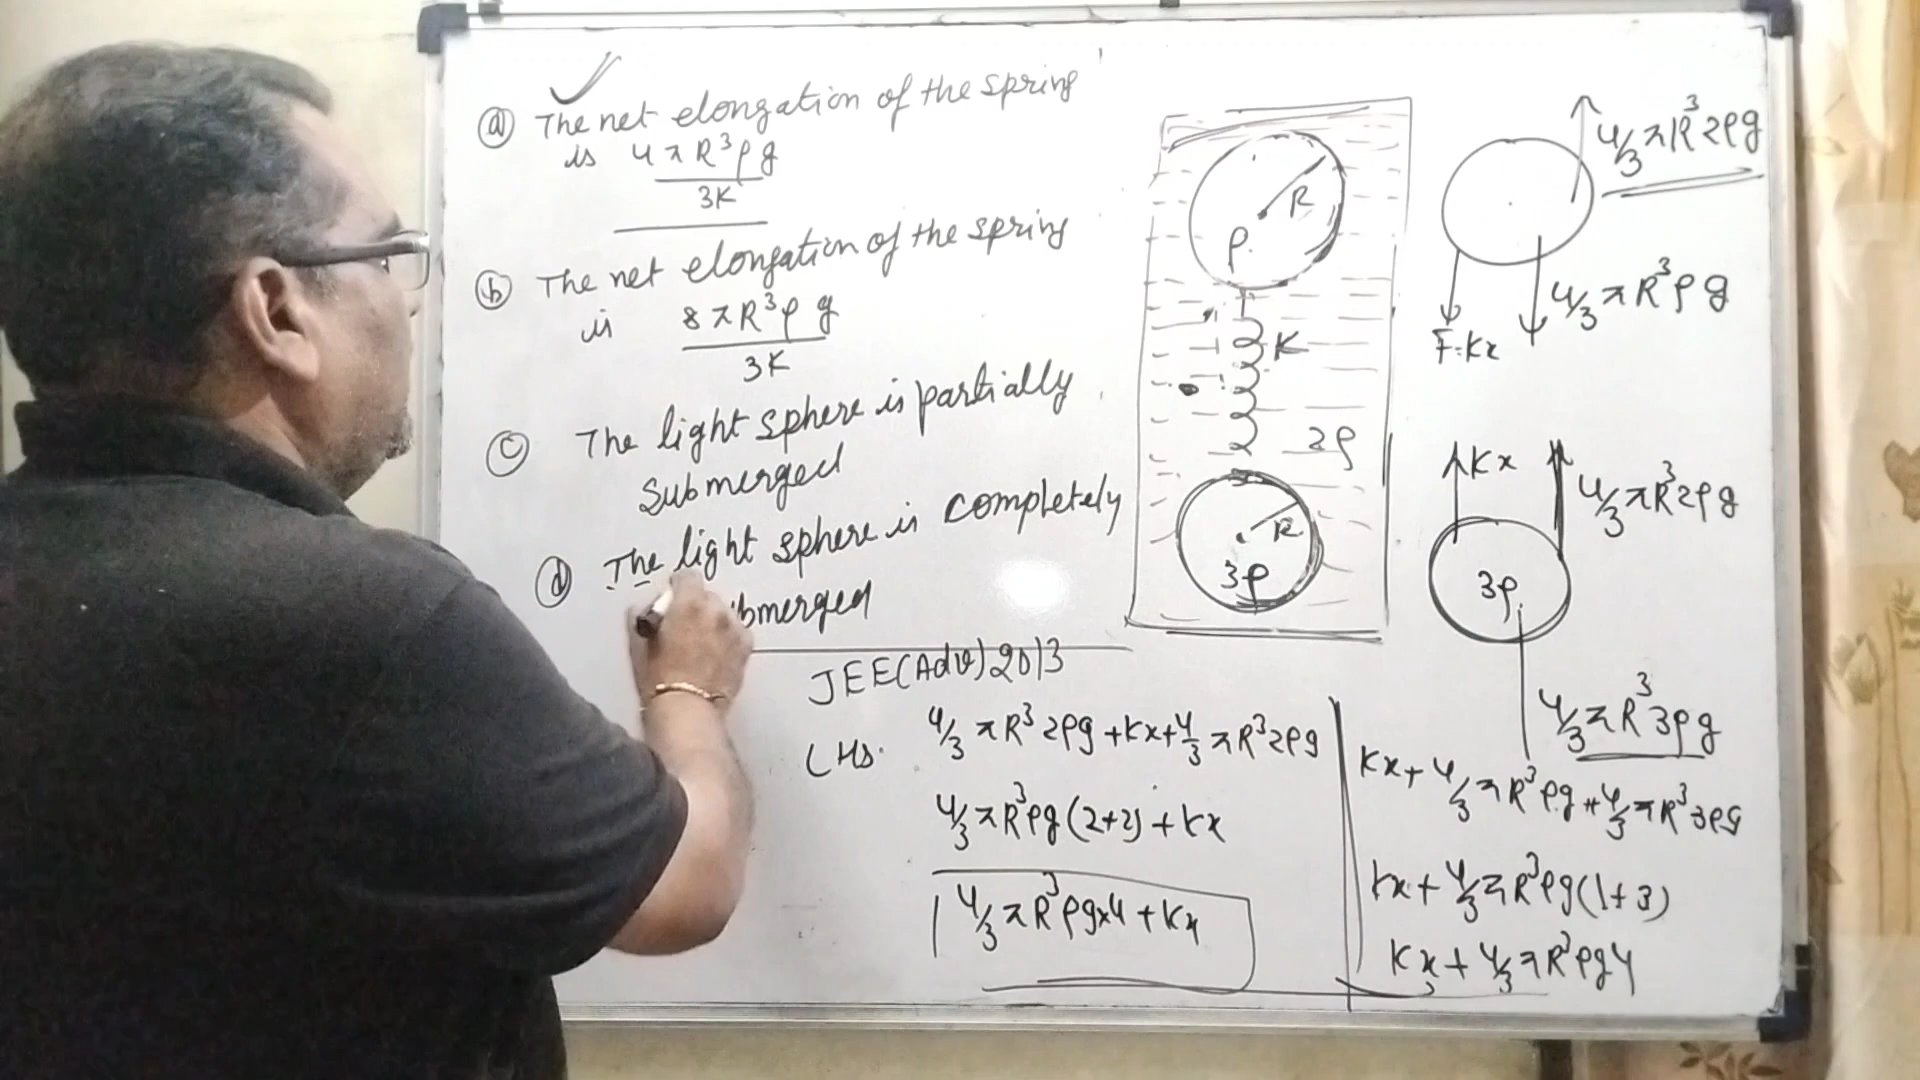 ⓐ The net elongation of the spring
is 4πR³ρg
3K
ⓑ The net elongation of the spring
is 8πR³ρg
3K
ⓒ The light sphere is partially
submerged
ⓓ The light sphere is completely
bmerged
JEE(Adv)2013
LHS. 4/3 πR³2ρg+Kx+4/3 πR³2ρg
4/3 πR³ρg(2+2)+Kx
4/3 πR³ρg×4+Kx
R
ρ
K
2ρ
R
3ρ
4/3 πR³2ρg
F=Kx
4/3 πR³ρg
Kx
4/3 πR³2ρg
3ρ
4/3 πR³3ρg
Kx+4/3 πR³ρg+4/3 πR³3ρg
Kx+4/3 πR³ρg(1+3)
Kx+4/3 πR³ρg4